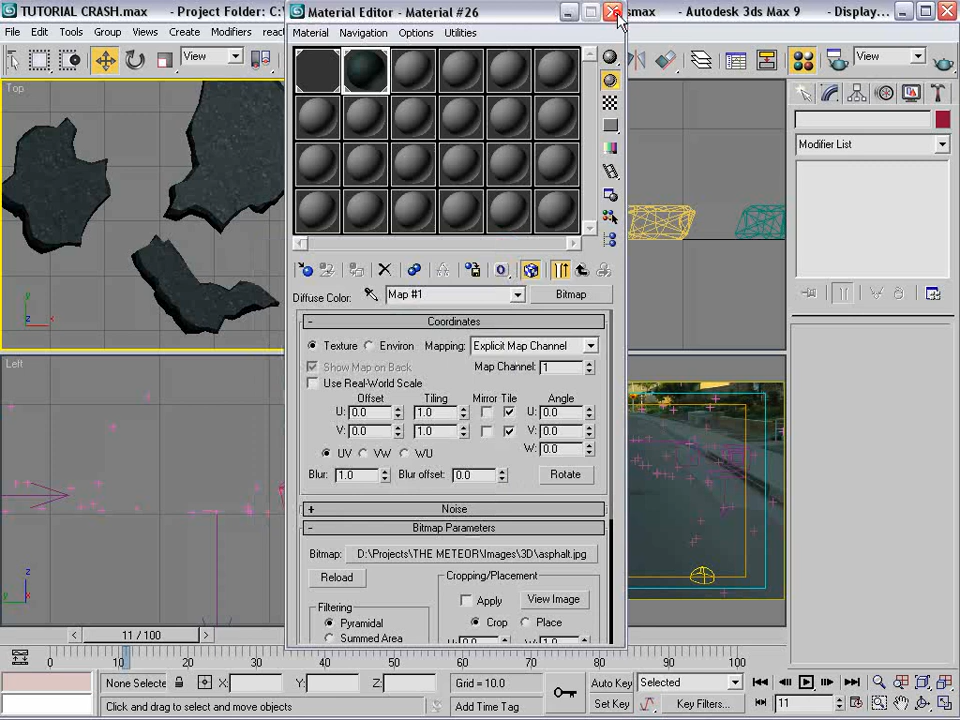 TUTORIAL CRASH.max - Project Folder: C:\
Material Editor - Material #26
smax - Autodesk 3ds Max 9 - Display...
File Edit Tools Group Views Create Modifiers
Material Navigation Options Utilities
View
View
Top
Modifier List
Diffuse Color: Map #1 Bitmap
- Coordinates
Texture Environ Mapping: Explicit Map Channel
Show Map on Back Map Channel: 1
Use Real-World Scale
Offset Tiling Mirror Tile Angle
U: 0.0 1.0 U: 0.0
V: 0.0 1.0 V: 0.0
W: 0.0
UV VW WU
Blur: 1.0 Blur offset: 0.0 Rotate
+ Noise
- Bitmap Parameters
Bitmap: D:\Projects\THE METEOR\Images\3D\asphalt.jpg
Reload Cropping/Placement
Apply View Image
Filtering
Pyramidal Crop Place
Summed Area
Left
y
z x
z
y
< 11 / 100 >
0 10 20 30 40 50 60 70 80 90 100
None Selecte X: Y: Z: Grid = 10.0 Auto Key Selected
Click and drag to select and move objects Add Time Tag Set Key Key Filters... 11